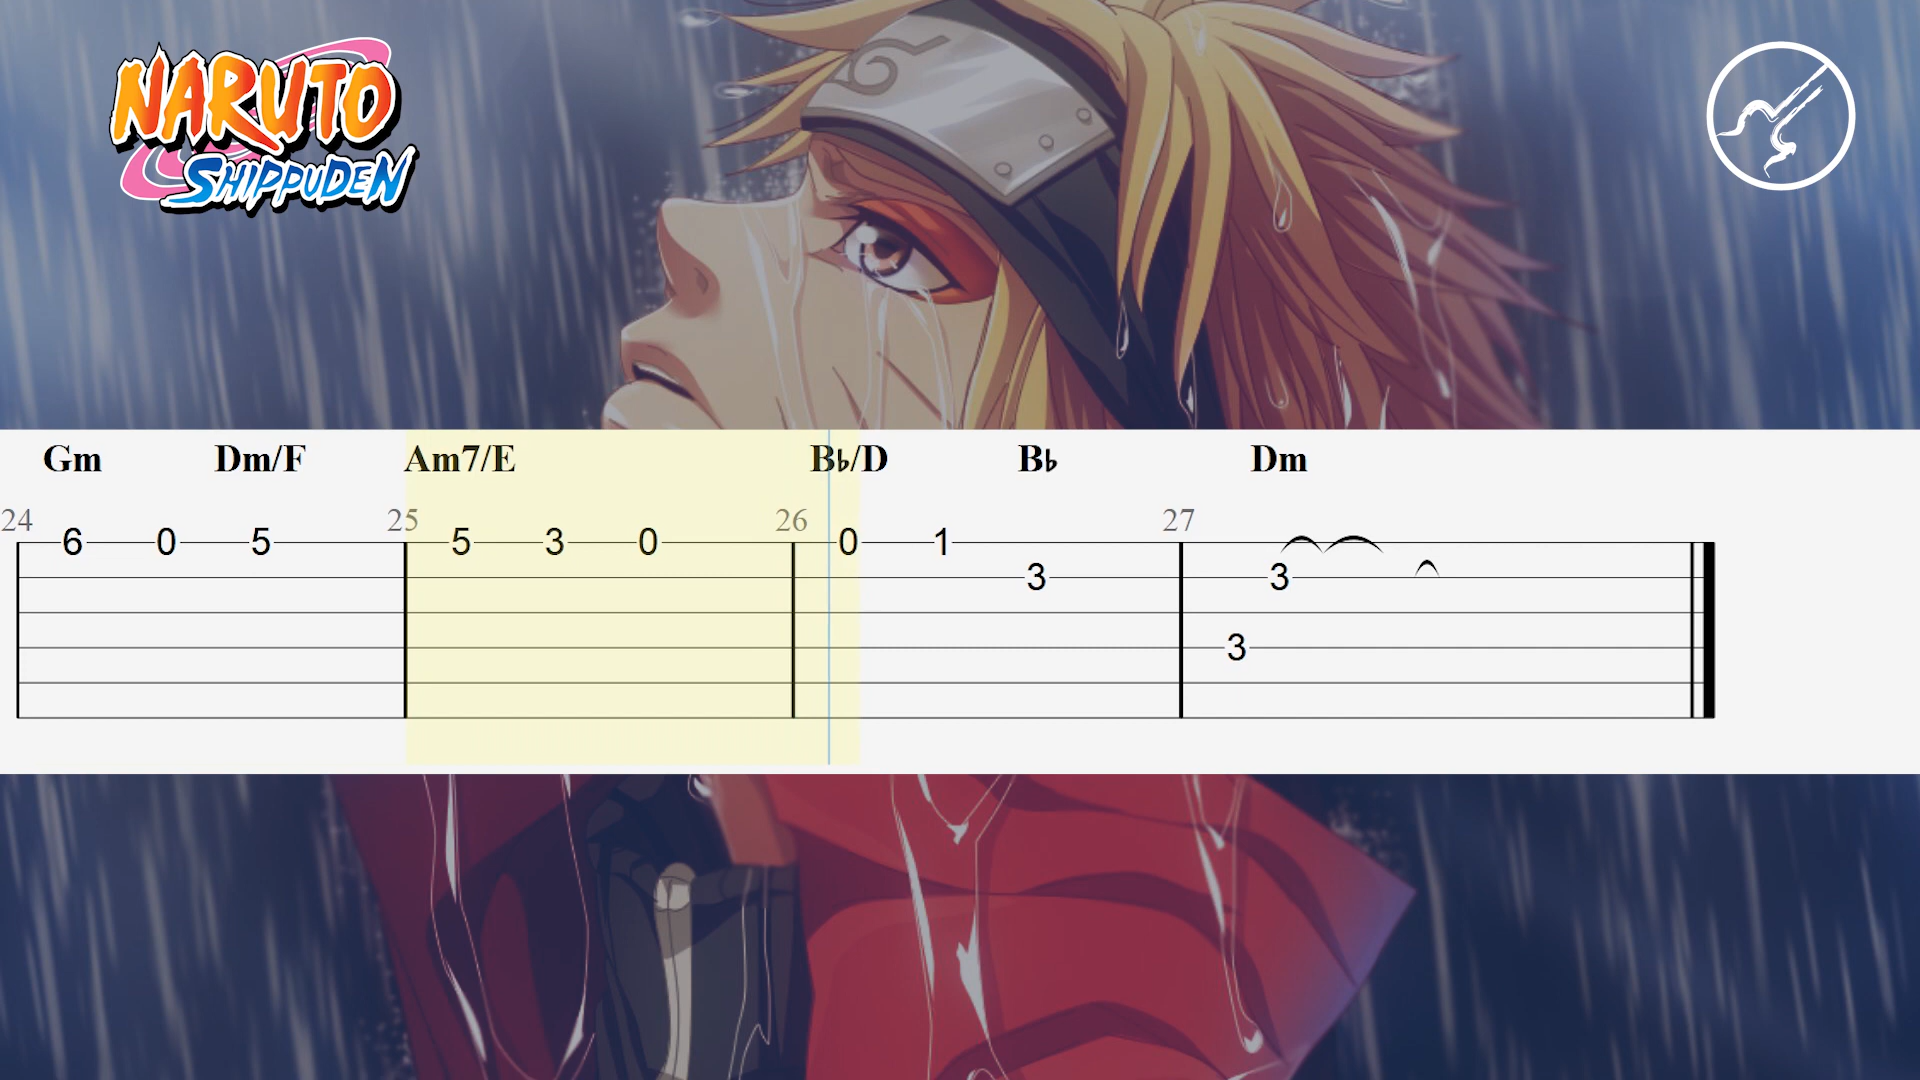 NARUTO
SHIPPUDEN
Gm Dm/F Am7/E B♭/D B♭ Dm
24 25 26 27
6 0 5 5 3 0 0 1
3 3
3